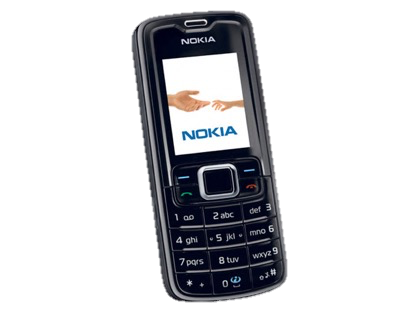 NOKIA
NOKIA
1 ഫ 2 abc def 3
4 ghi 5 jkl mno 6
7 pqrs 8 tuv wxyz 9
* + 0 #